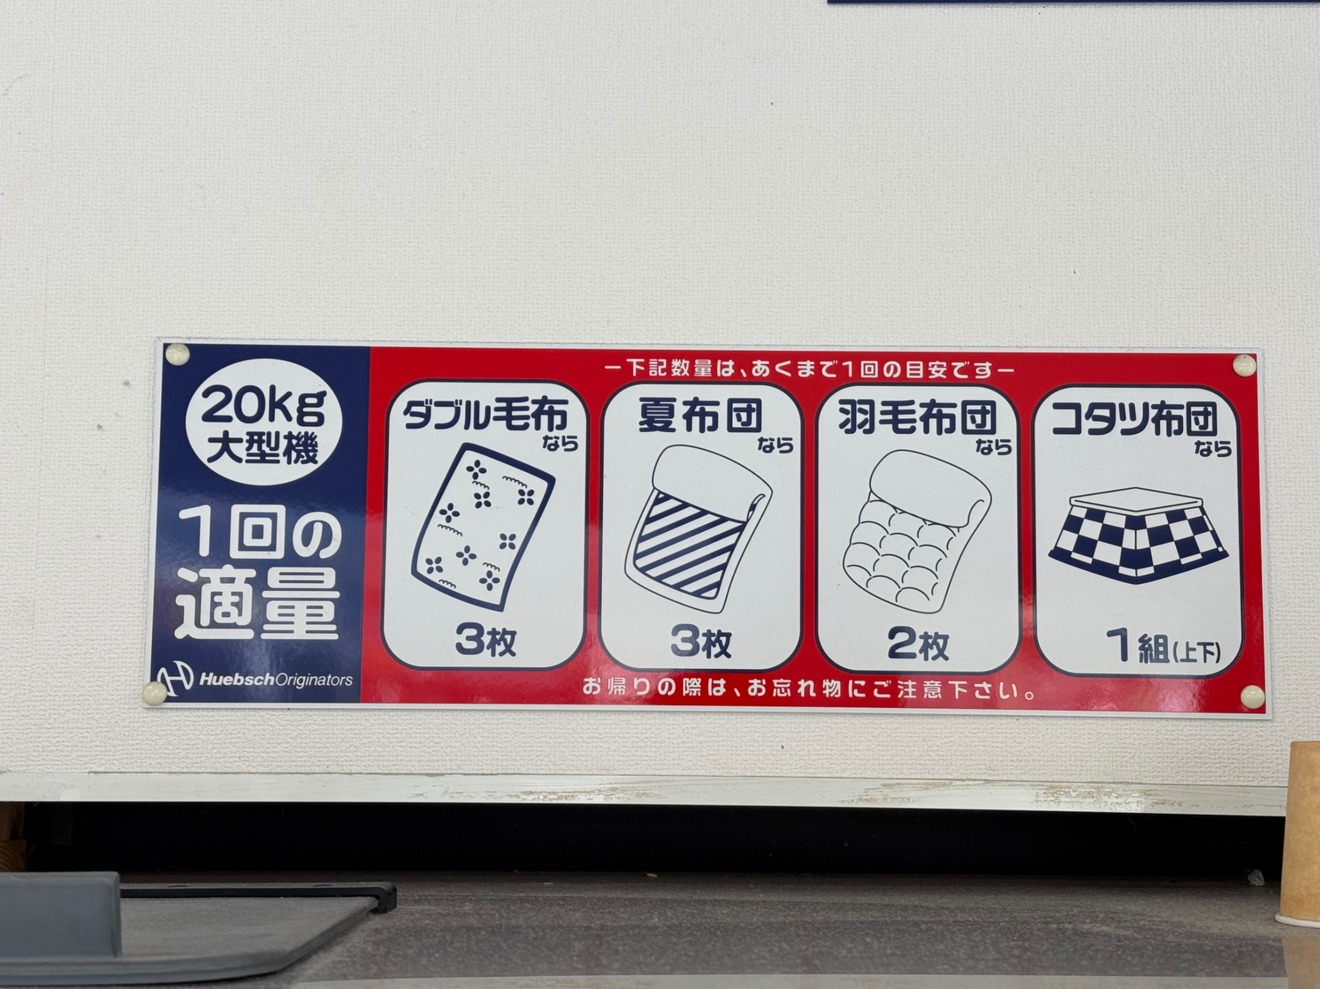 20kg
大型機
1回の
適量
HuebschOriginators
ー下記数量は、あくまで1回の目安ですー
ダブル毛布
なら
3枚
夏布団
なら
3枚
羽毛布団
なら
2枚
コタツ布団
なら
1組(上下)
お帰りの際は、お忘れ物にご注意下さい。